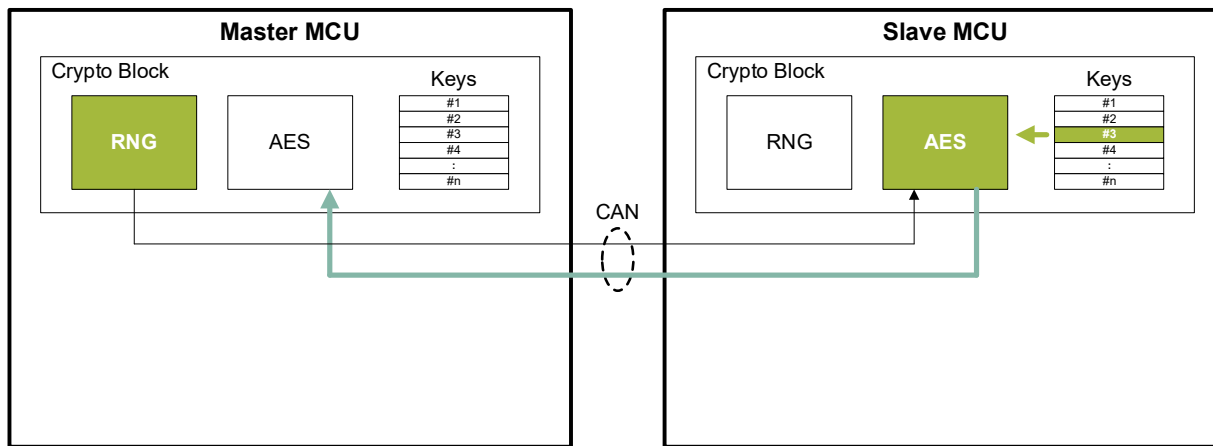 Master MCU
Crypto Block
Keys
RNG
AES
#1
#2
#3
#4
:
#n
CAN
Slave MCU
Crypto Block
Keys
RNG
AES
#1
#2
#3
#4
:
#n